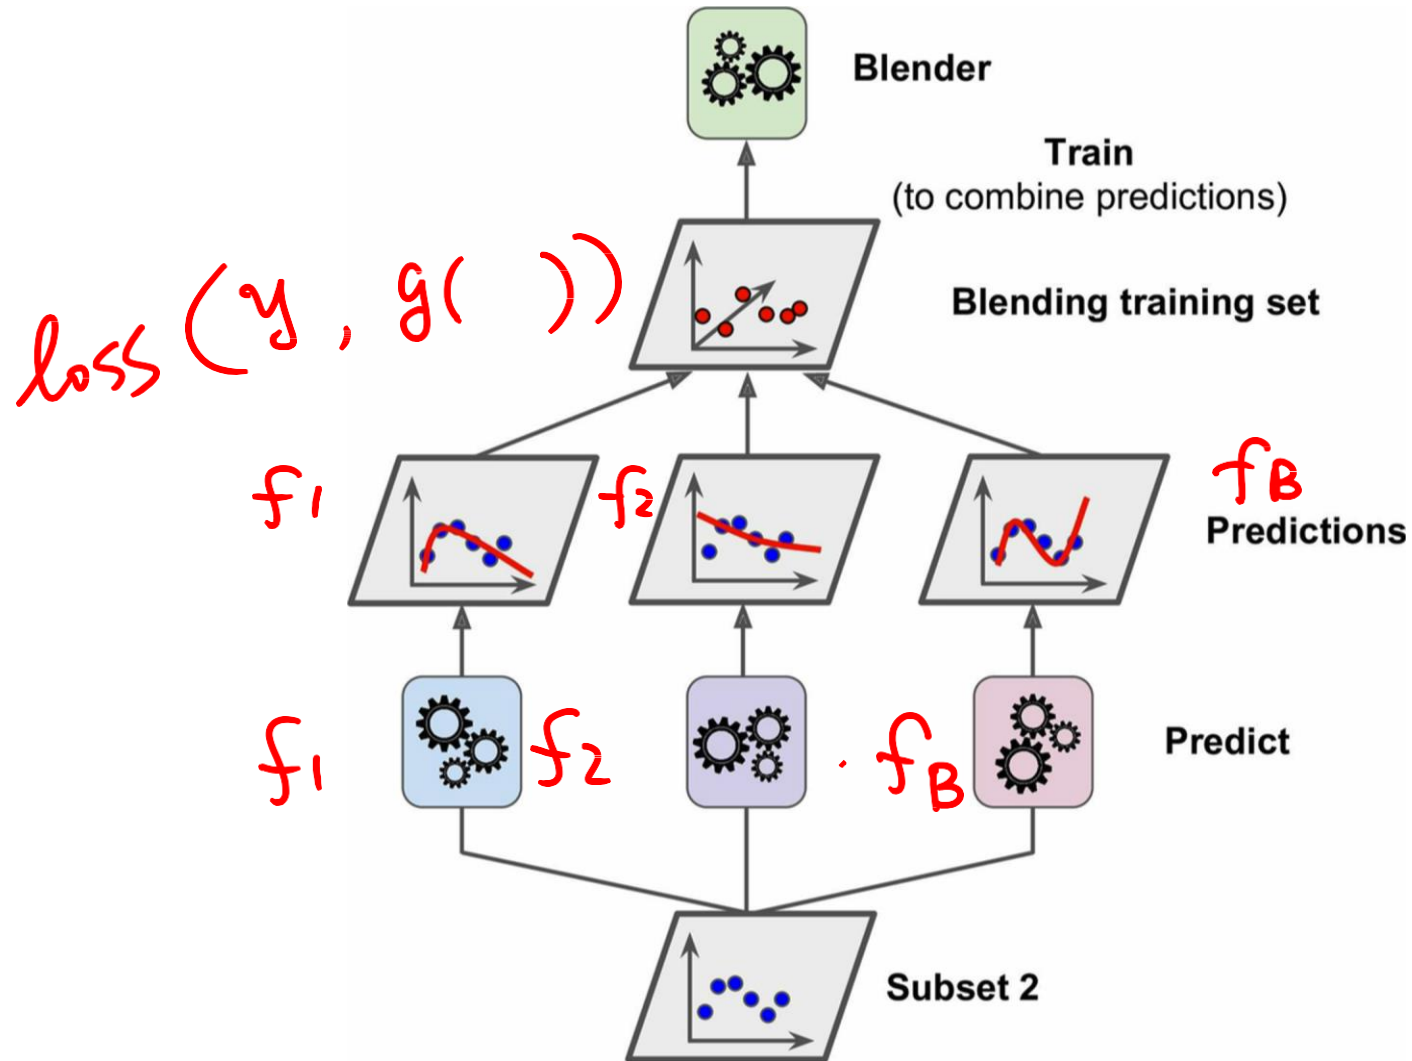 Blender
Train
(to combine predictions)
loss (y, g( ))
Blending training set
f1
f2
fB
Predictions
f1
f2
. fB
Predict
Subset 2